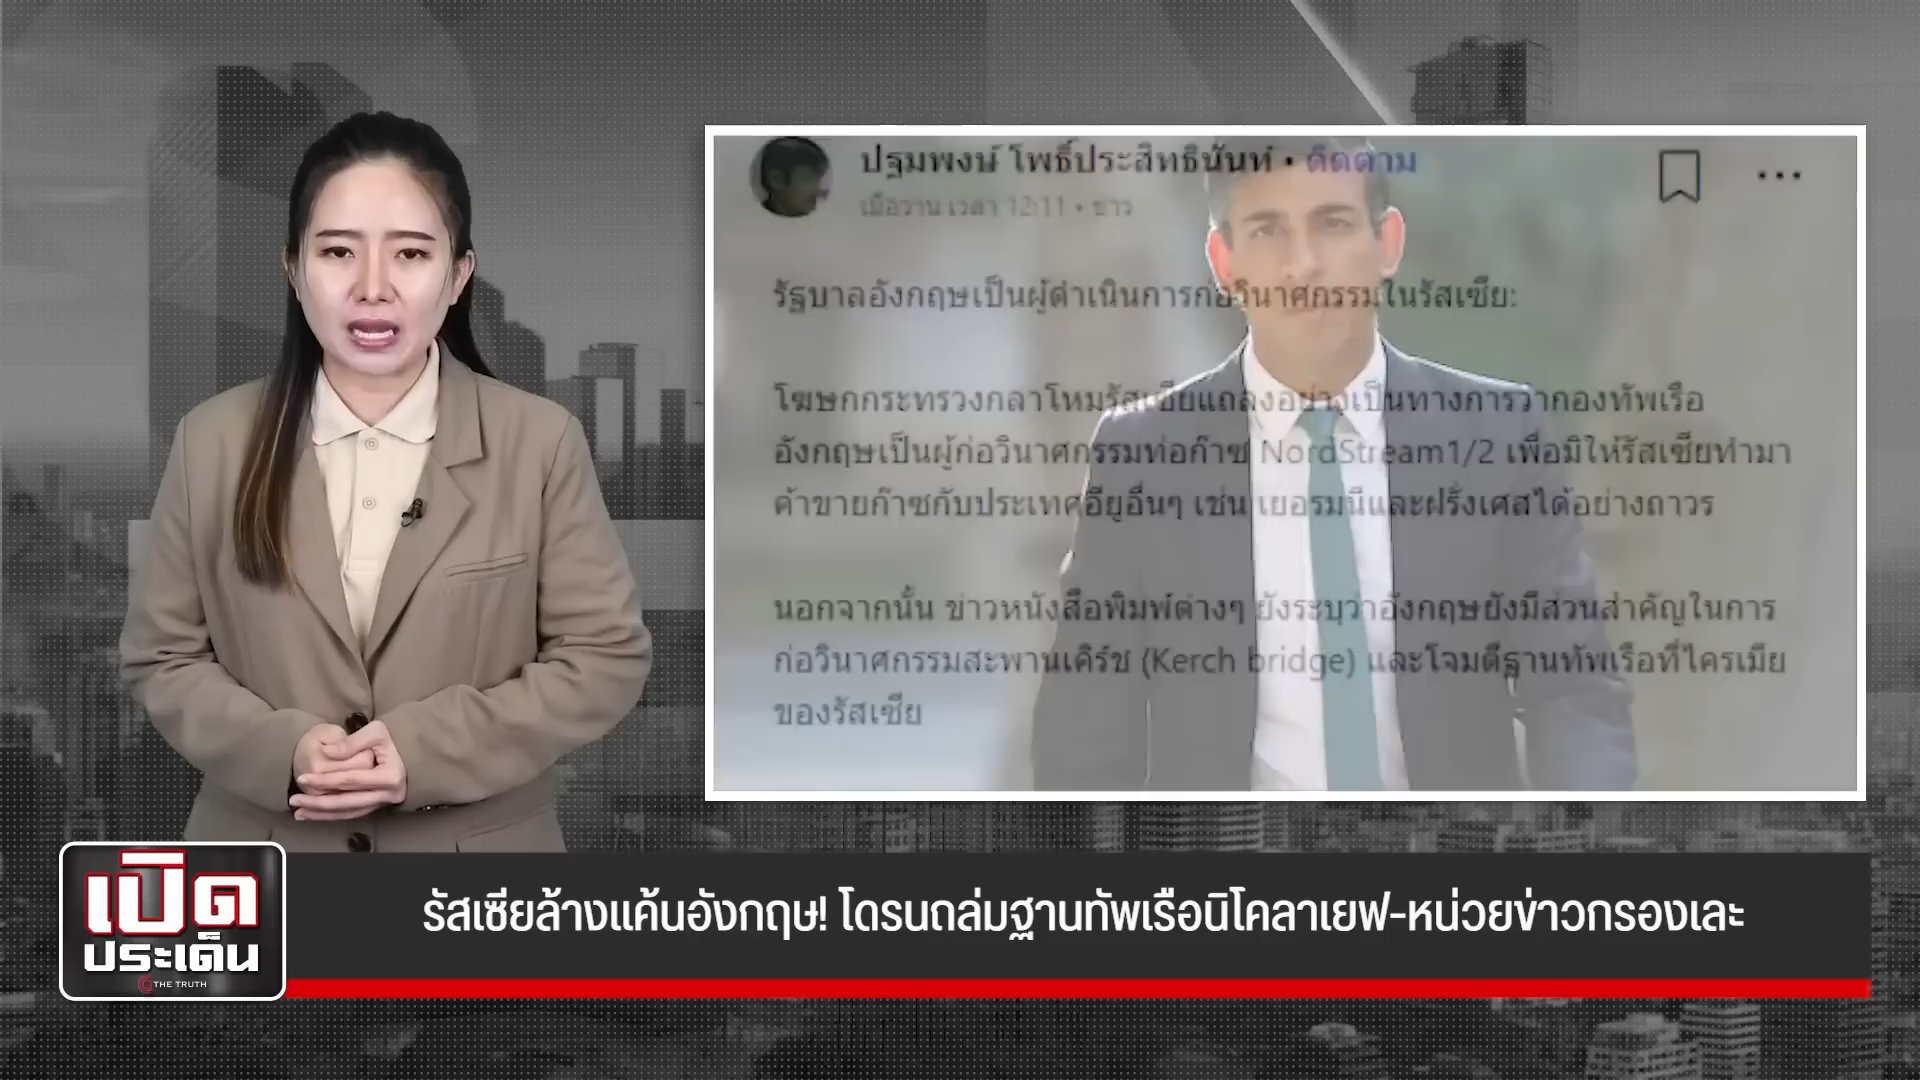 ปฐมพงษ์ โพธิ์ประสิทธินันท์ • ติดตาม
เมื่อวาน เวลา 12:11 • ข่าว
รัฐบาลอังกฤษเป็นผู้ดำเนินการก่อวินาศกรรมในรัสเซีย:
โฆษกกระทรวงกลาโหมรัสเซียแถลงอย่างเป็นทางการว่ากองทัพเรือ
อังกฤษเป็นผู้ก่อวินาศกรรมท่อก๊าซ NordStream1/2 เพื่อมิให้รัสเซียทำมา
ค้าขายก๊าซกับประเทศอียูอื่นๆ เช่น เยอรมนีและฝรั่งเศสได้อย่างถาวร
นอกจากนั้น ข่าวหนังสือพิมพ์ต่างๆ ยังระบุว่าอังกฤษยังมีส่วนสำคัญในการ
ก่อวินาศกรรมสะพานเคิร์ช (Kerch bridge) และโจมตีฐานทัพเรือที่ไครเมีย
ของรัสเซีย
รัสเซียล้างแค้นอังกฤษ! โดรนถล่มฐานทัพเรือนิโคลาเยฟ-หน่วยข่าวกรองเละ
เปิด
ประเด็น
THE TRUTH